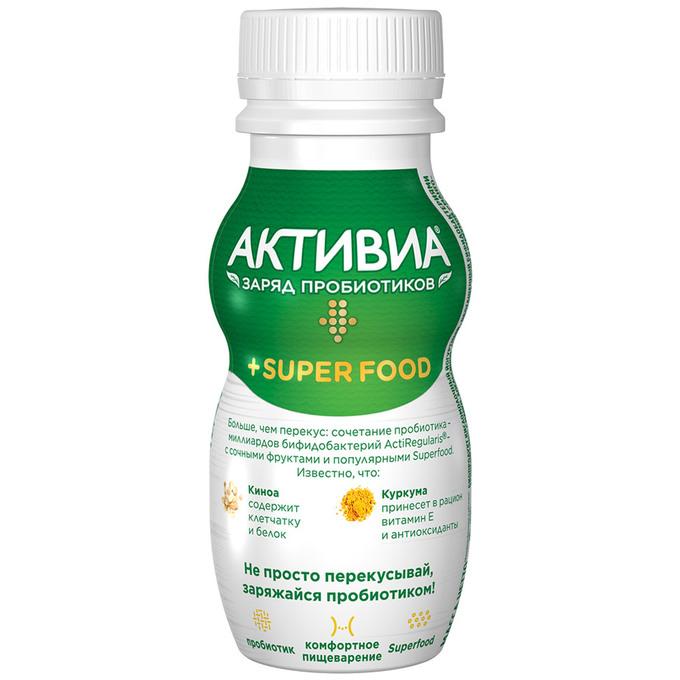 АКТИВИА®
ЗАРЯД ПРОБИОТИКОВ
+SUPER FOOD
Больше, чем перекус: сочетание пробиотика-
миллиардов бифидобактерий ActiRegularis®-
с сочными фруктами и популярными Superfood.
Известно, что:
Киноа
содержит
клетчатку
и белок
Куркума
принесет в рацион
витамин Е
и антиоксиданты
Не просто перекусывай,
заряжайся пробиотиком!
пробиотик
комфортное
пищеварение
Superfood